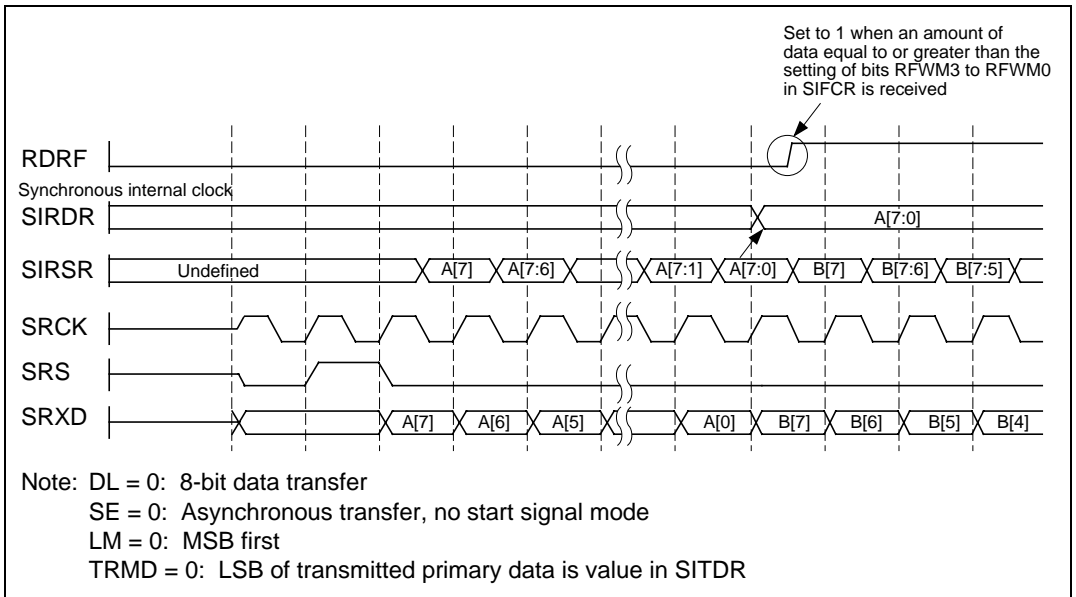 Set to 1 when an amount of
data equal to or greater than the
setting of bits RFWM3 to RFWM0
in SIFCR is received
RDRF
Synchronous internal clock
SIRDR A[7:0]
SIRSR Undefined A[7] A[7:6] A[7:1] A[7:0] B[7] B[7:6] B[7:5]
SRCK
SRS
SRXD A[7] A[6] A[5] A[0] B[7] B[6] B[5] B[4]
Note: DL = 0: 8-bit data transfer
SE = 0: Asynchronous transfer, no start signal mode
LM = 0: MSB first
TRMD = 0: LSB of transmitted primary data is value in SITDR